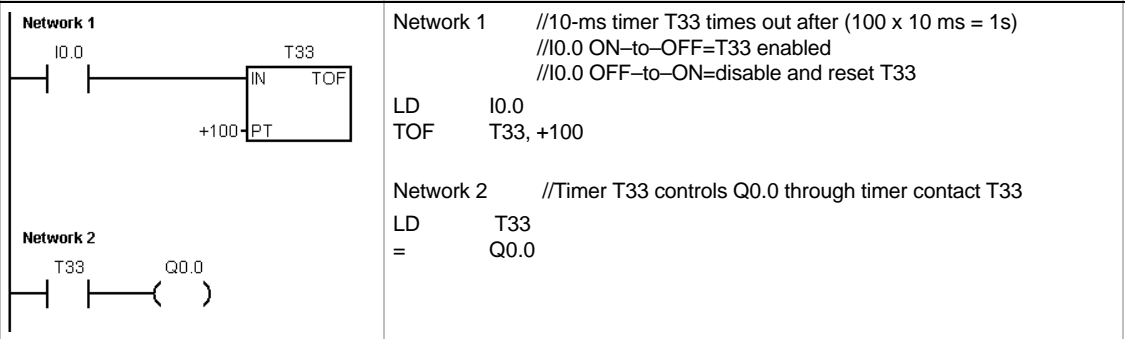 Network 1
I0.0
T33
IN TOF
+100 PT
Network 2
T33 Q0.0
Network 1 //10-ms timer T33 times out after (100 x 10 ms = 1s)
//I0.0 ON–to–OFF=T33 enabled
//I0.0 OFF–to–ON=disable and reset T33
LD I0.0
TOF T33, +100
Network 2 //Timer T33 controls Q0.0 through timer contact T33
LD T33
= Q0.0